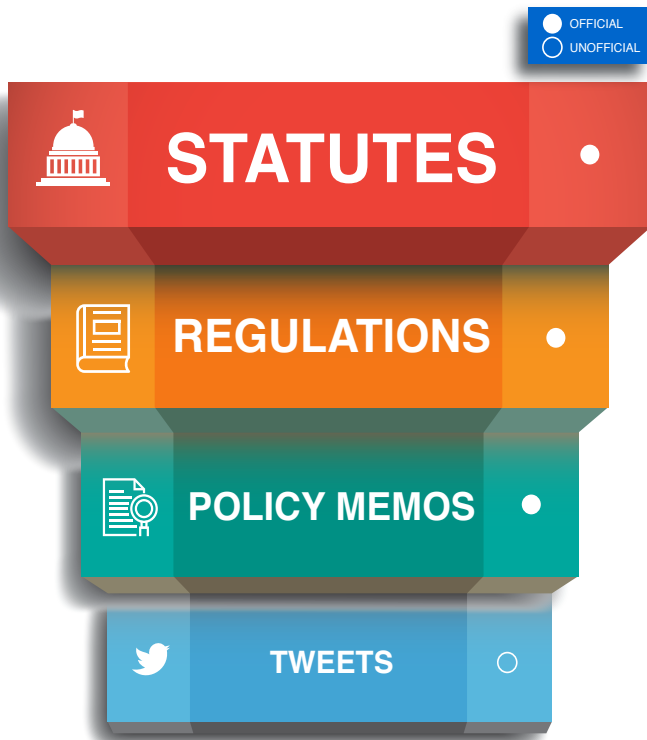 OFFICIAL
UNOFFICIAL
STATUTES
REGULATIONS
POLICY MEMOS
TWEETS